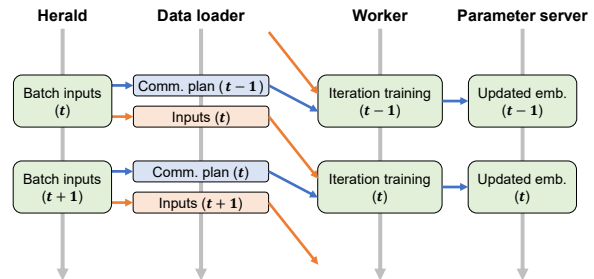 Herald
Data loader
Worker
Parameter server
Batch inputs
(t)
Comm. plan (t − 1)
Inputs (t)
Iteration training
(t − 1)
Updated emb.
(t − 1)
Batch inputs
(t + 1)
Comm. plan (t)
Inputs (t + 1)
Iteration training
(t)
Updated emb.
(t)